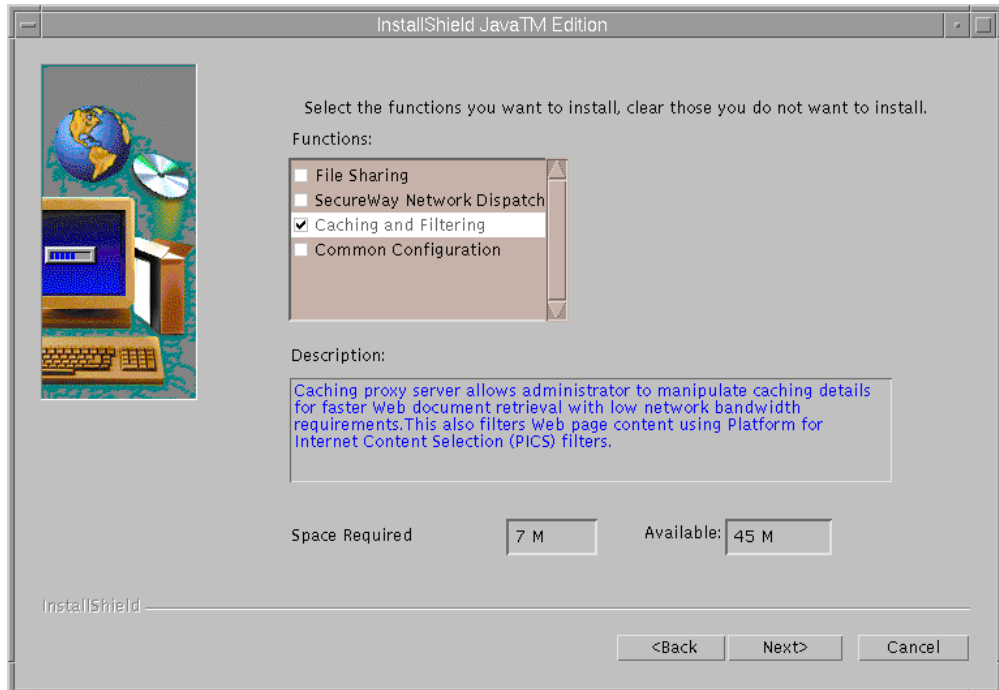 InstallShield JavaTM Edition
Select the functions you want to install, clear those you do not want to install.
Functions:
File Sharing
SecureWay Network Dispatch
Caching and Filtering
Common Configuration
Description:
Caching proxy server allows administrator to manipulate caching details
for faster Web document retrieval with low network bandwidth
requirements.This also filters Web page content using Platform for
Internet Content Selection (PICS) filters.
Space Required 7 M Available: 45 M
InstallShield
<Back Next> Cancel